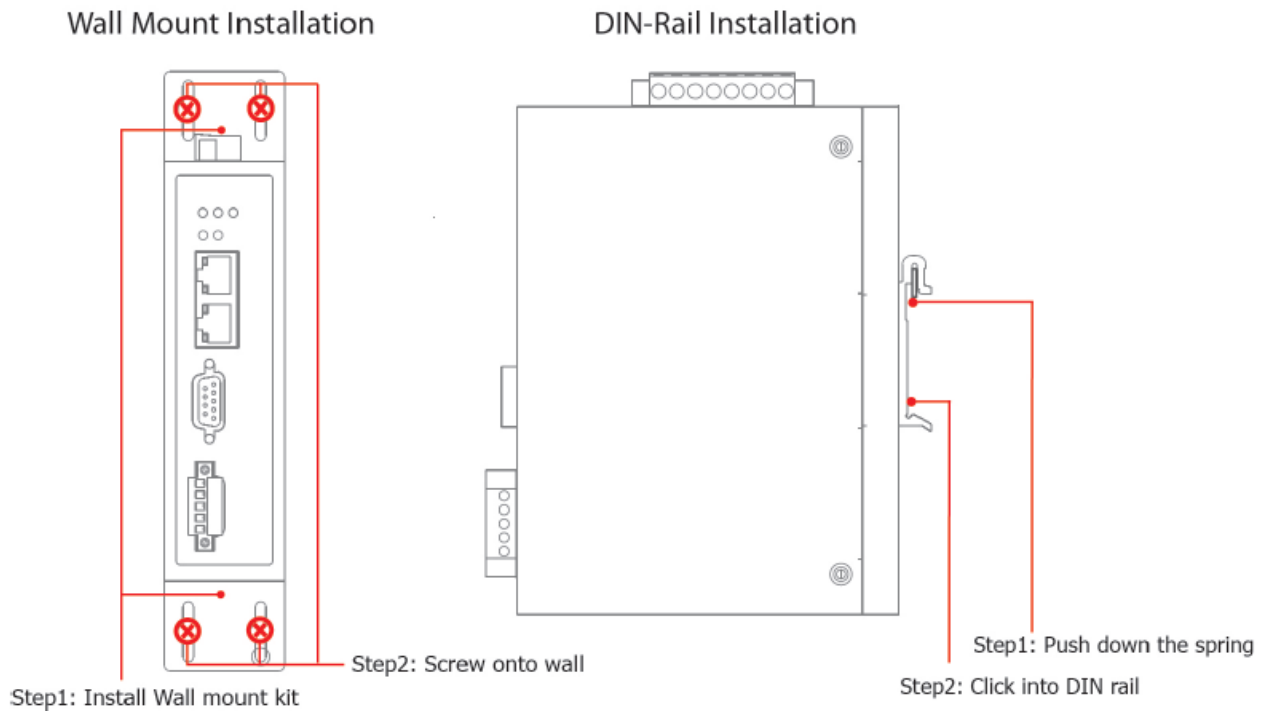 Wall Mount Installation
DIN-Rail Installation
Step2: Screw onto wall
Step1: Install Wall mount kit
Step1: Push down the spring
Step2: Click into DIN rail